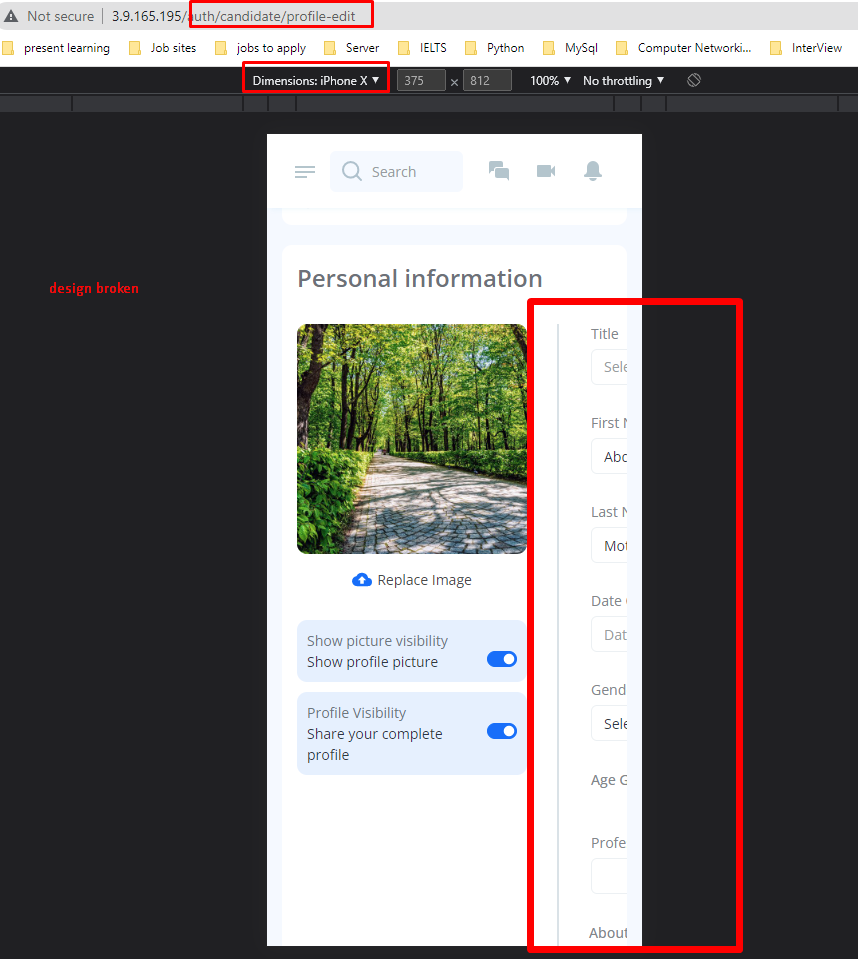 Not secure 3.9.165.195/auth/candidate/profile-edit
present learning Job sites jobs to apply Server IELTS Python MySql Computer Networki... InterView
Dimensions: iPhone X ▼ 375 × 812 100% ▼ No throttling ▼
Search
Personal information
design broken
Title
Sele
First N
Abc
Last N
Mot
Date
Dat
Replace Image
Show picture visibility
Show profile picture
Profile Visibility
Share your complete
profile
Gend
Sele
Age G
Profe
About